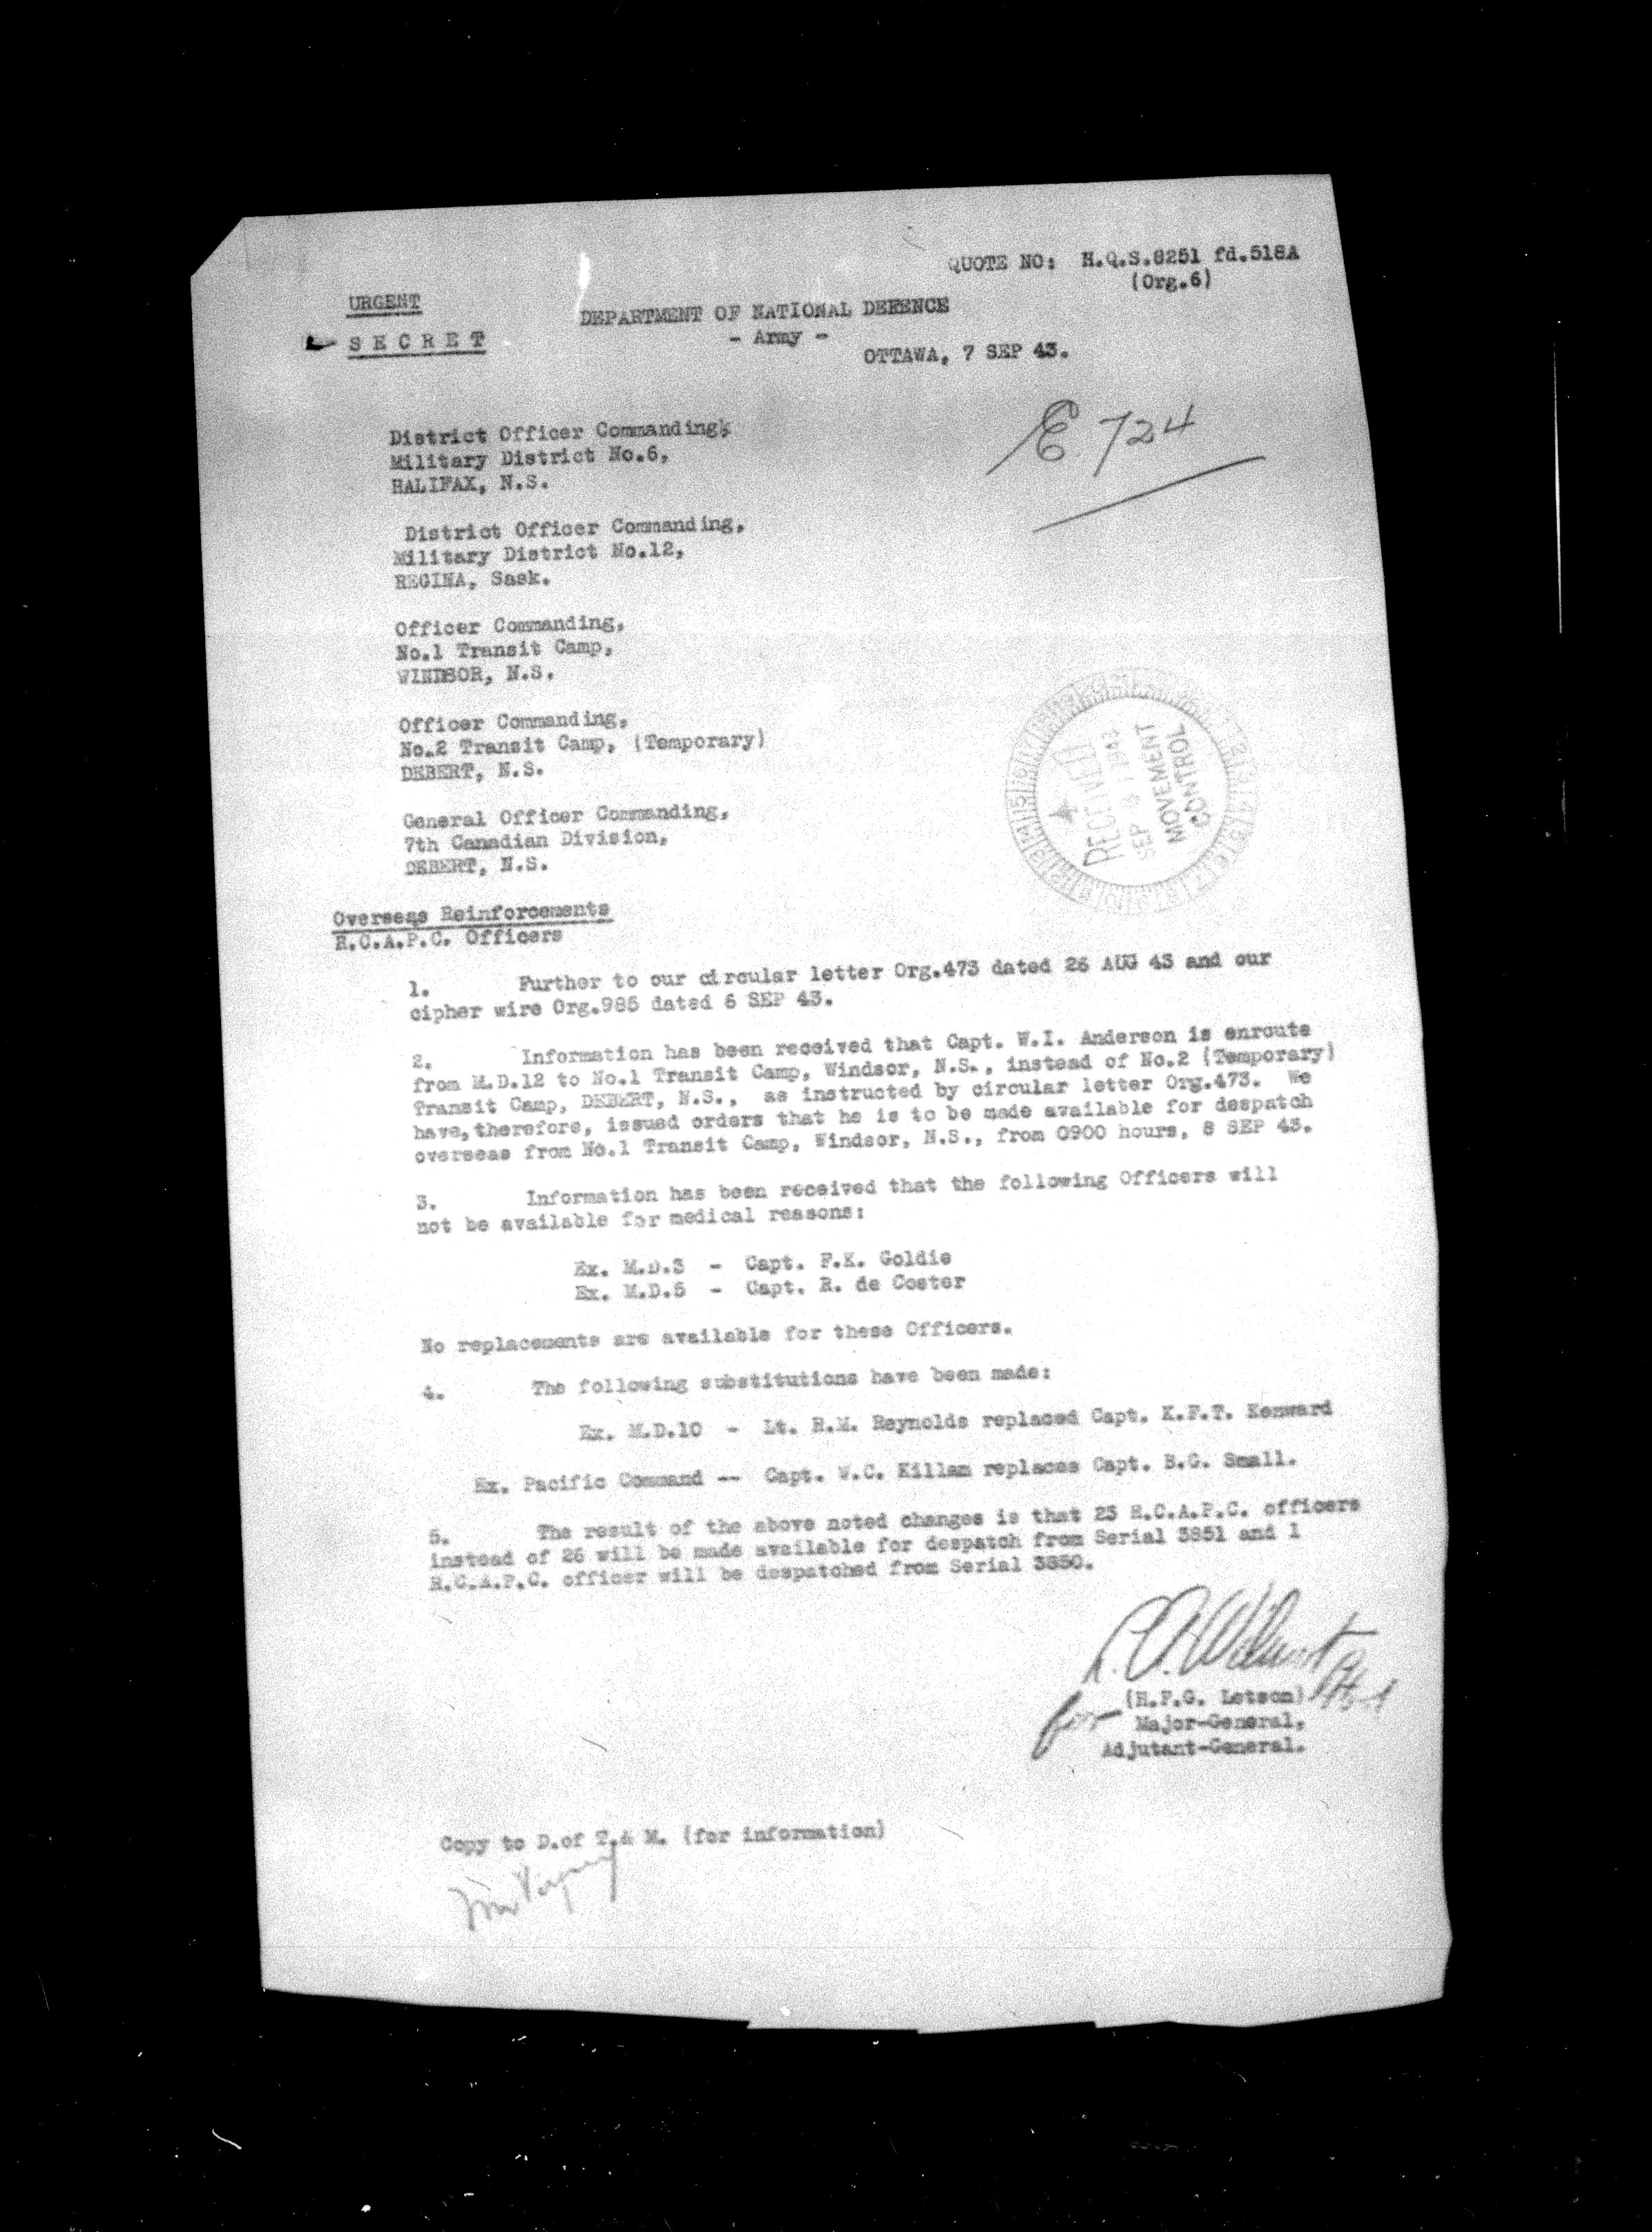 QUOTE NO: H.Q.S.8251 fd.518A
(Org.6)
URGENT
DEPARTMENT OF NATIONAL DEFENCE
SECRET
- Army -
OTTAWA, 7 SEP 43.
E 724
District Officer Commanding,
Military District No.6,
HALIFAX, N.S.
District Officer Commanding,
Military District No.12,
REGINA, Sask.
Officer Commanding,
No.1 Transit Camp,
WINDSOR, N.S.
Officer Commanding,
No.2 Transit Camp, (Temporary)
DEBERT, N.S.
General Officer Commanding,
7th Canadian Division,
DEBERT, N.S.
RECEIVED
SEP 9 1943
MOVEMENT
CONTROL
Overseas Reinforcements
R.C.A.P.C. Officers
1. Further to our circular letter Org.473 dated 26 AUG 43 and our
cipher wire Org.985 dated 6 SEP 43.
2. Information has been received that Capt. W.I. Anderson is enroute
from M.D.12 to No.1 Transit Camp, Windsor, N.S., instead of No.2 (Temporary)
Transit Camp, DEBERT, N.S., as instructed by circular letter Org.473. We
have, therefore, issued orders that he is to be made available for despatch
overseas from No.1 Transit Camp, Windsor, N.S., from 0900 hours, 8 SEP 43.
3. Information has been received that the following Officers will
not be available for medical reasons:
Ex. M.D.3 - Capt. F.K. Goldie
Ex. M.D.5 - Capt. R. de Coster
No replacements are available for these Officers.
4. The following substitutions have been made:
Ex. M.D.10 - Lt. R.M. Reynolds replaced Capt. K.F.T. Kenward
Ex. Pacific Command -- Capt. W.C. Killam replaces Capt. B.C. Small.
5. The result of the above noted changes is that 23 R.C.A.P.C. officers
instead of 26 will be made available for despatch from Serial 3851 and 1
R.C.A.P.C. officer will be despatched from Serial 3850.
for (H.F.G. Letson)
Major-General,
Adjutant-General.
Copy to D.of T.& M. (for information)